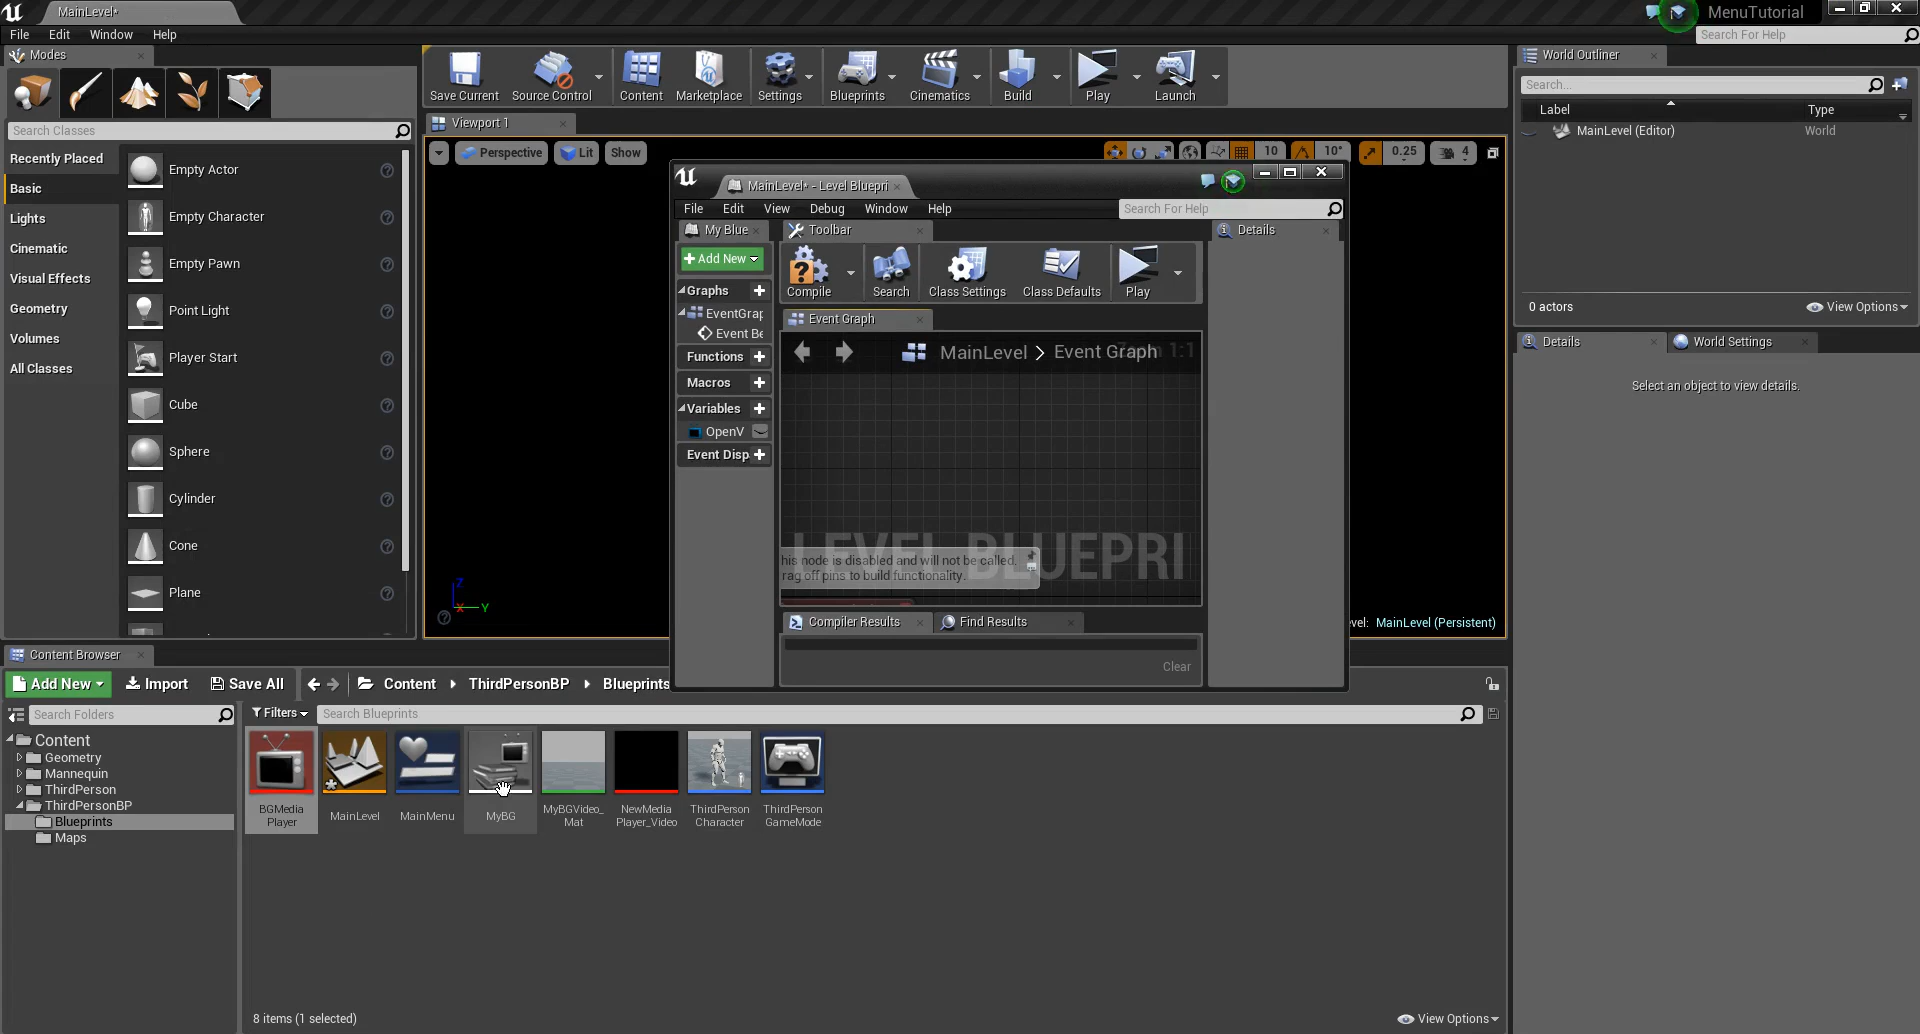 MainLevel*
MenuTutorial
File Edit Window Help
Search For Help
Modes
Search Classes
Recently Placed
Basic
Lights
Cinematic
Visual Effects
Geometry
Volumes
All Classes
Empty Actor
Empty Character
Empty Pawn
Point Light
Player Start
Cube
Sphere
Cylinder
Cone
Plane
Save Current
Source Control
Content
Marketplace
Settings
Blueprints
Cinematics
Build
Play
Launch
Viewport 1
Perspective Lit Show
10 10° 0.25 4
Z
X Y
MainLevel* - Level Bluepri
File Edit View Debug Window Help
Search For Help
My Blue
Add New
Graphs
EventGrap
Event Be
Functions
Macros
Variables
OpenV
Event Disp
Toolbar
Compile
Search
Class Settings
Class Defaults
Play
Event Graph
MainLevel > Event Graph
1:1
LEVEL BLUEPRI
his node is disabled and will not be called.
rag off pins to build functionality.
Compiler Results
Find Results
Clear
Details
evel: MainLevel (Persistent)
World Outliner
Search...
Label Type
MainLevel (Editor) World
0 actors
View Options
Details
World Settings
Select an object to view details.
Content Browser
Add New Import Save All
Content ThirdPersonBP Blueprints
Search Folders
Filters
Search Blueprints
Content
Geometry
Mannequin
ThirdPerson
ThirdPersonBP
Blueprints
Maps
BGMedia
Player
MainLevel
MainMenu
MyBG
MyBGVideo_
Mat
NewMedia
Player_Video
ThirdPerson
Character
ThirdPerson
GameMode
8 items (1 selected)
View Options